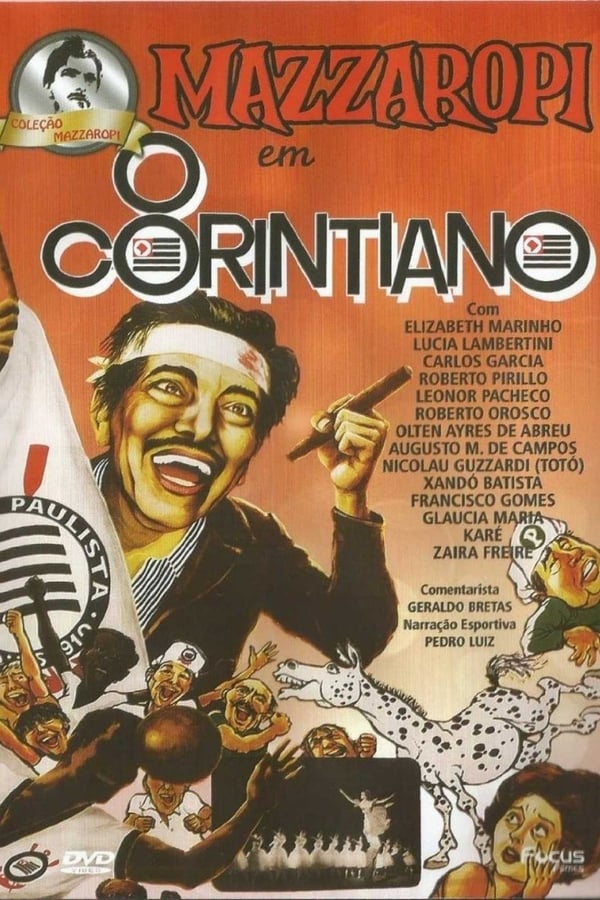 MAZZAROPI
COLEÇÃO
MAZZAROPI
em
O
CORINTIANO
Com
ELIZABETH MARINHO
LUCIA LAMBERTINI
CARLOS GARCIA
ROBERTO PIRILLO
LEONOR PACHECO
ROBERTO OROSCO
OLTEN AYRES DE ABREU
AUGUSTO M. DE CAMPOS
NICOLAU GUZZARDI (TOTÓ)
XANDÓ BATISTA
FRANCISCO GOMES
GLAUCIA MARIA
KARÉ
ZAIRA FREIRE
P
Comentarista
GERALDO BRETAS
Narração Esportiva
PEDRO LUIZ
PAULISTA
1910
DVD
VIDEO
FOCUS